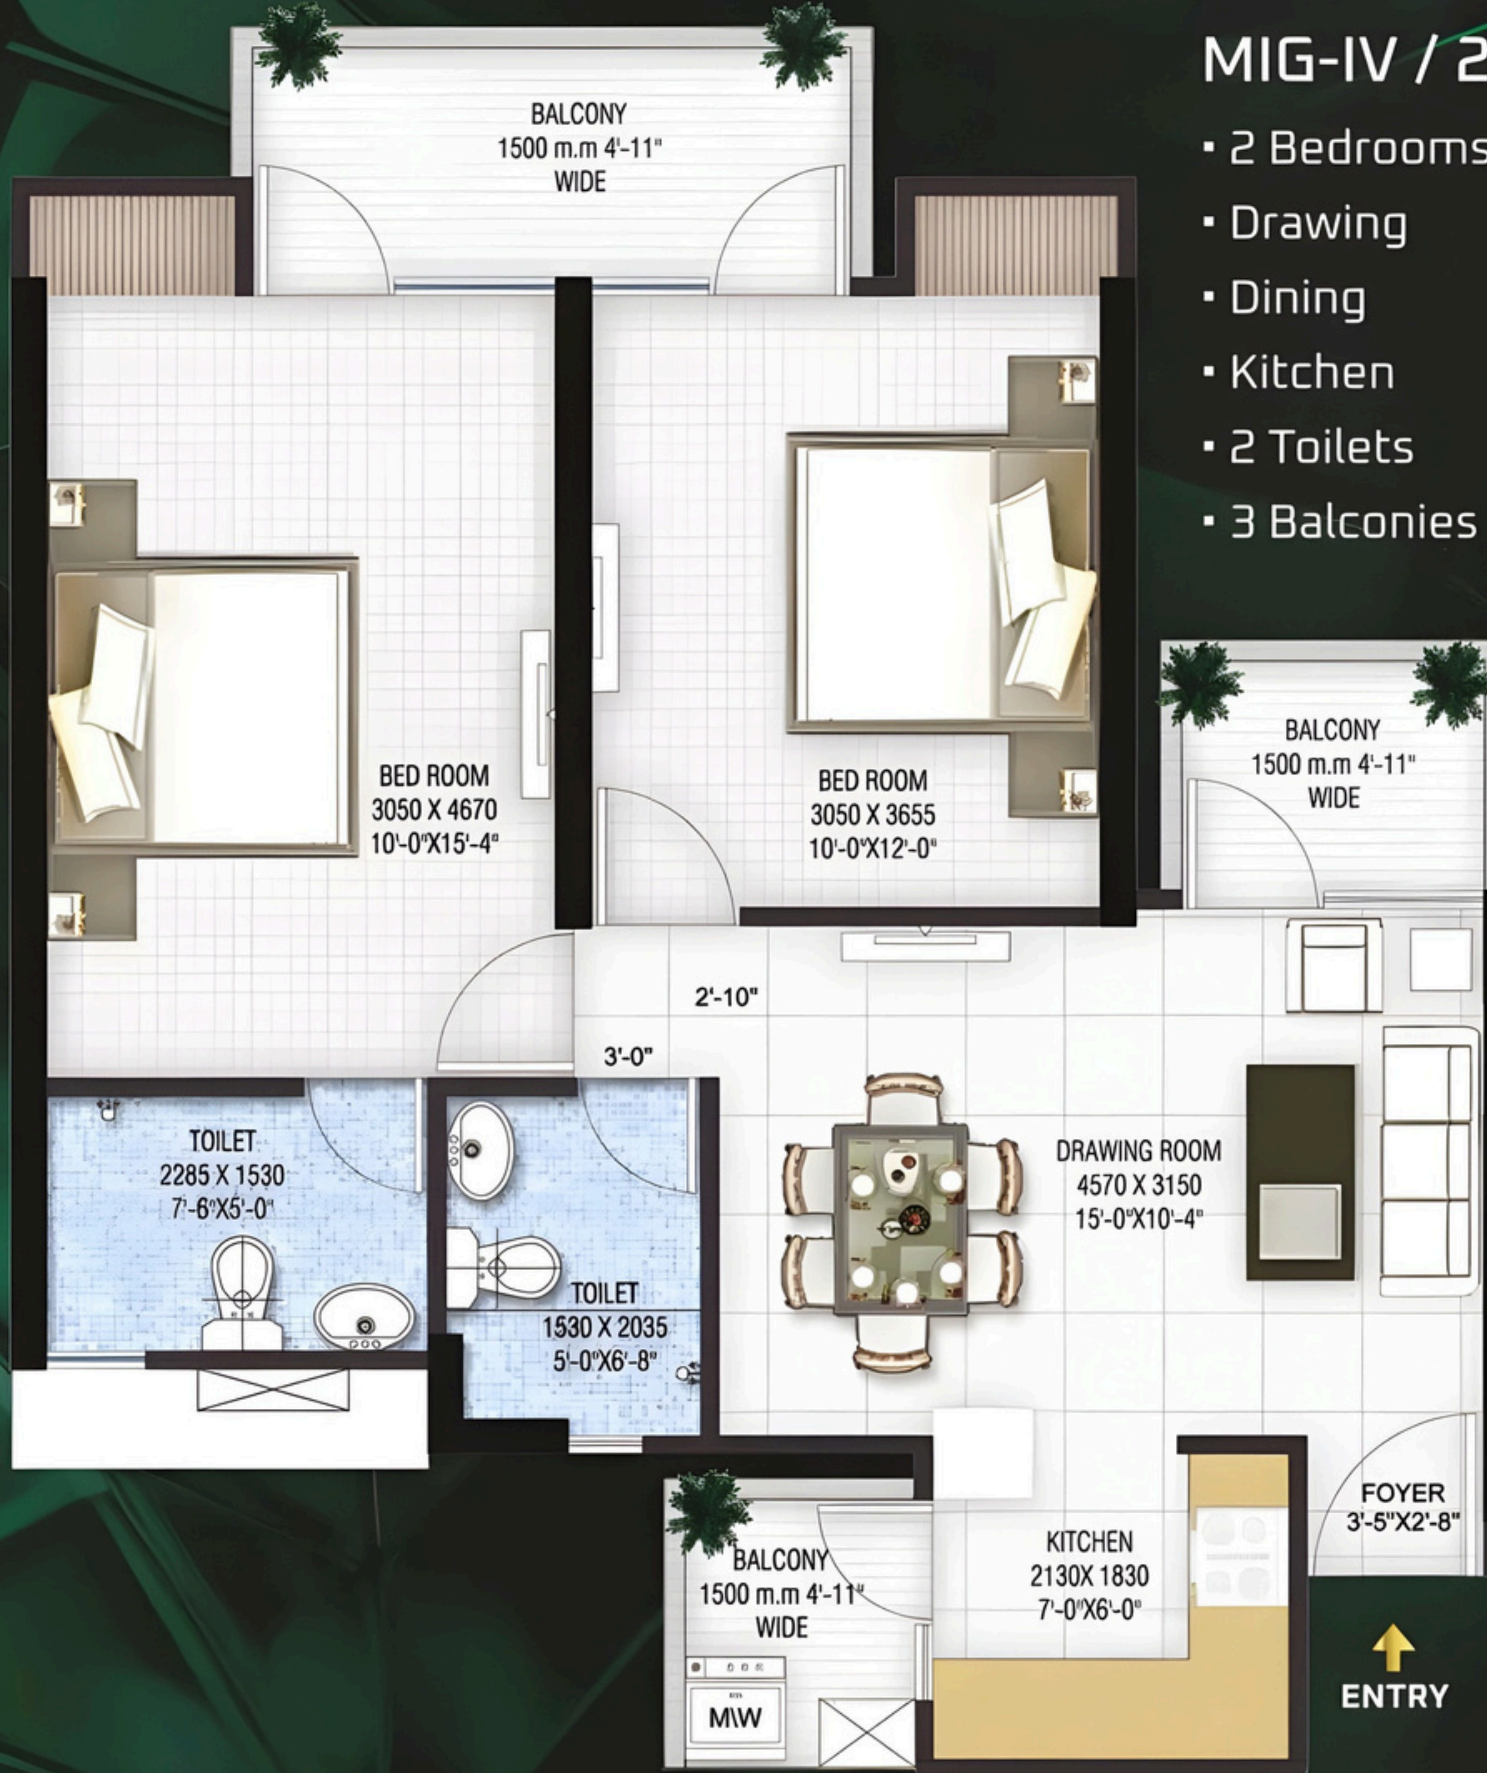 MIG-IV / 2
▪ 2 Bedrooms
▪ Drawing
▪ Dining
▪ Kitchen
▪ 2 Toilets
▪ 3 Balconies
BALCONY
1500 m.m 4'-11"
WIDE
BED ROOM
3050 X 4670
10'-0"X15'-4"
BED ROOM
3050 X 3655
10'-0"X12'-0"
BALCONY
1500 m.m 4'-11"
WIDE
2'-10"
3'-0"
TOILET
2285 X 1530
7'-6"X5'-0"
TOILET
1530 X 2035
5'-0"X6'-8"
DRAWING ROOM
4570 X 3150
15'-0"X10'-4"
FOYER
3'-5"X2'-8"
BALCONY
1500 m.m 4'-11"
WIDE
KITCHEN
2130X 1830
7'-0"X6'-0"
M\W
ENTRY